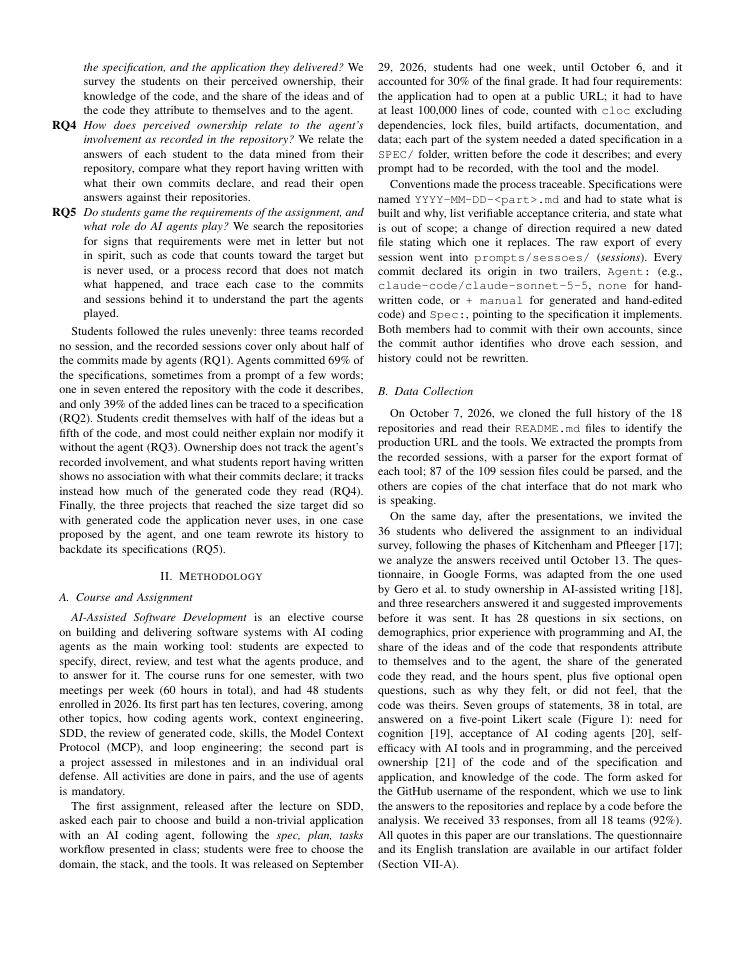 the specification, and the application they delivered? We
survey the students on their perceived ownership, their
knowledge of the code, and the share of the ideas and of
the code they attribute to themselves and to the agent.
RQ4 How does perceived ownership relate to the agent's
involvement as recorded in the repository? We relate the
answers of each student to the data mined from their
repository, compare what they report having written with
what their own commits declare, and read their open
answers against their repositories.
RQ5 Do students game the requirements of the assignment, and
what role do AI agents play? We search the repositories
for signs that requirements were met in letter but not
in spirit, such as code that counts toward the target but
is never used, or a process record that does not match
what happened, and trace each case to the commits
and sessions behind it to understand the part the agents
played.
Students followed the rules unevenly: three teams recorded
no session, and the recorded sessions cover only about half of
the commits made by agents (RQ1). Agents committed 69% of
the specifications, sometimes from a prompt of a few words;
one in seven entered the repository with the code it describes,
and only 39% of the added lines can be traced to a specification
(RQ2). Students credit themselves with half of the ideas but a
fifth of the code, and most could neither explain nor modify it
without the agent (RQ3). Ownership does not track the agent's
recorded involvement, and what students report having written
shows no association with what their commits declare; it tracks
instead how much of the generated code they read (RQ4).
Finally, the three projects that reached the size target did so
with generated code the application never uses, in one case
proposed by the agent, and one team rewrote its history to
backdate its specifications (RQ5).
II. METHODOLOGY
A. Course and Assignment
AI-Assisted Software Development is an elective course
on building and delivering software systems with AI coding
agents as the main working tool: students are expected to
specify, direct, review, and test what the agents produce, and
to answer for it. The course runs for one semester, with two
meetings per week (60 hours in total), and had 48 students
enrolled in 2026. Its first part has ten lectures, covering, among
other topics, how coding agents work, context engineering,
SDD, the review of generated code, skills, the Model Context
Protocol (MCP), and loop engineering; the second part is
a project assessed in milestones and in an individual oral
defense. All activities are done in pairs, and the use of agents
is mandatory.
The first assignment, released after the lecture on SDD,
asked each pair to choose and build a non-trivial application
with an AI coding agent, following the spec, plan, tasks
workflow presented in class; students were free to choose the
domain, the stack, and the tools. It was released on September
29, 2026, students had one week, until October 6, and it
accounted for 30% of the final grade. It had four requirements:
the application had to open at a public URL; it had to have
at least 100,000 lines of code, counted with cloc excluding
dependencies, lock files, build artifacts, documentation, and
data; each part of the system needed a dated specification in a
SPEC/ folder, written before the code it describes; and every
prompt had to be recorded, with the tool and the model.
Conventions made the process traceable. Specifications were
named YYYY-MM-DD-<part>.md and had to state what is
built and why, list verifiable acceptance criteria, and state what
is out of scope; a change of direction required a new dated
file stating which one it replaces. The raw export of every
session went into prompts/sessoes/ (sessions). Every
commit declared its origin in two trailers, Agent: (e.g.,
claude-code/claude-sonnet-5-5, none for hand-
written code, or + manual for generated and hand-edited
code) and Spec:, pointing to the specification it implements.
Both members had to commit with their own accounts, since
the commit author identifies who drove each session, and
history could not be rewritten.
B. Data Collection
On October 7, 2026, we cloned the full history of the 18
repositories and read their README.md files to identify the
production URL and the tools. We extracted the prompts from
the recorded sessions, with a parser for the export format of
each tool; 87 of the 109 session files could be parsed, and the
others are copies of the chat interface that do not mark who
is speaking.
On the same day, after the presentations, we invited the
36 students who delivered the assignment to an individual
survey, following the phases of Kitchenham and Pfleeger [17];
we analyze the answers received until October 13. The ques-
tionnaire, in Google Forms, was adapted from the one used
by Gero et al. to study ownership in AI-assisted writing [18],
and three researchers answered it and suggested improvements
before it was sent. It has 28 questions in six sections, on
demographics, prior experience with programming and AI, the
share of the ideas and of the code that respondents attribute
to themselves and to the agent, the share of the generated
code they read, and the hours spent, plus five optional open
questions, such as why they felt, or did not feel, that the
code was theirs. Seven groups of statements, 38 in total, are
answered on a five-point Likert scale (Figure 1): need for
cognition [19], acceptance of AI coding agents [20], self-
efficacy with AI tools and in programming, and the perceived
ownership [21] of the code and of the specification and
application, and knowledge of the code. The form asked for
the GitHub username of the respondent, which we use to link
the answers to the repositories and replace by a code before the
analysis. We received 33 responses, from all 18 teams (92%).
All quotes in this paper are our translations. The questionnaire
and its English translation are available in our artifact folder
(Section VII-A).